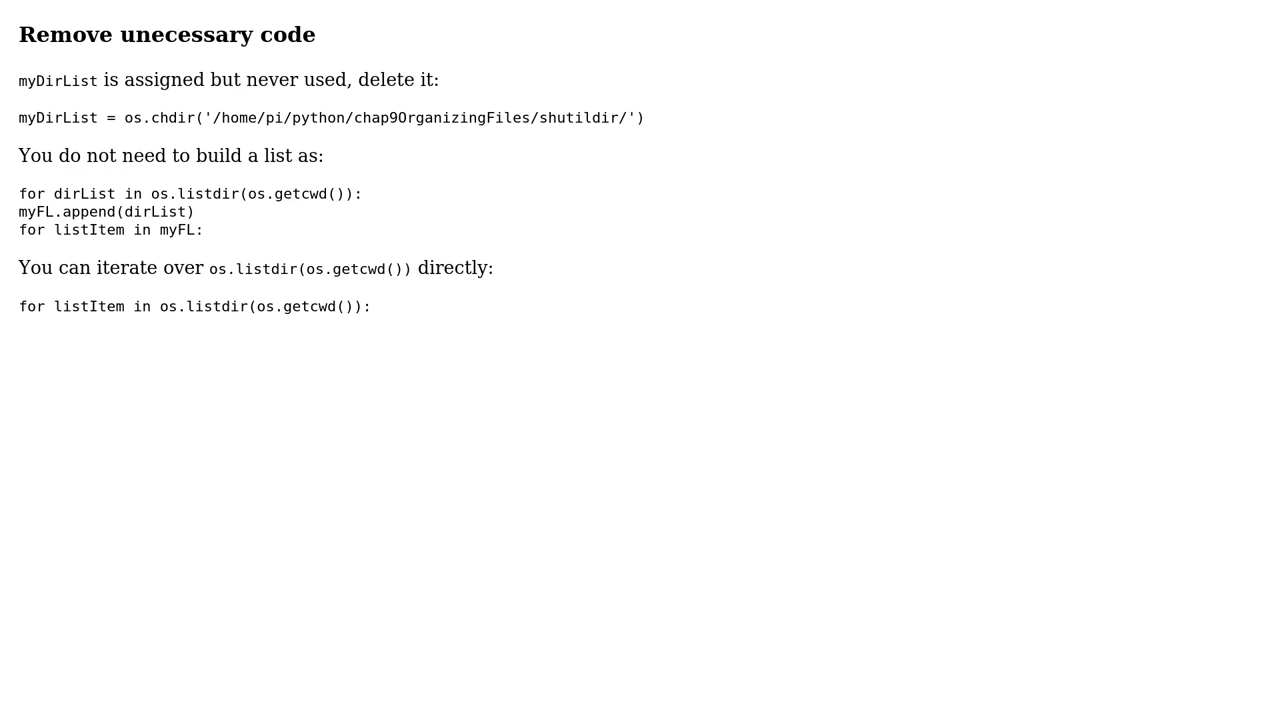 Remove unecessary code
myDirList is assigned but never used, delete it:
myDirList = os.chdir('/home/pi/python/chap9OrganizingFiles/shutildir/')
You do not need to build a list as:
for dirList in os.listdir(os.getcwd()):
myFL.append(dirList)
for listItem in myFL:
You can iterate over os.listdir(os.getcwd()) directly:
for listItem in os.listdir(os.getcwd()):